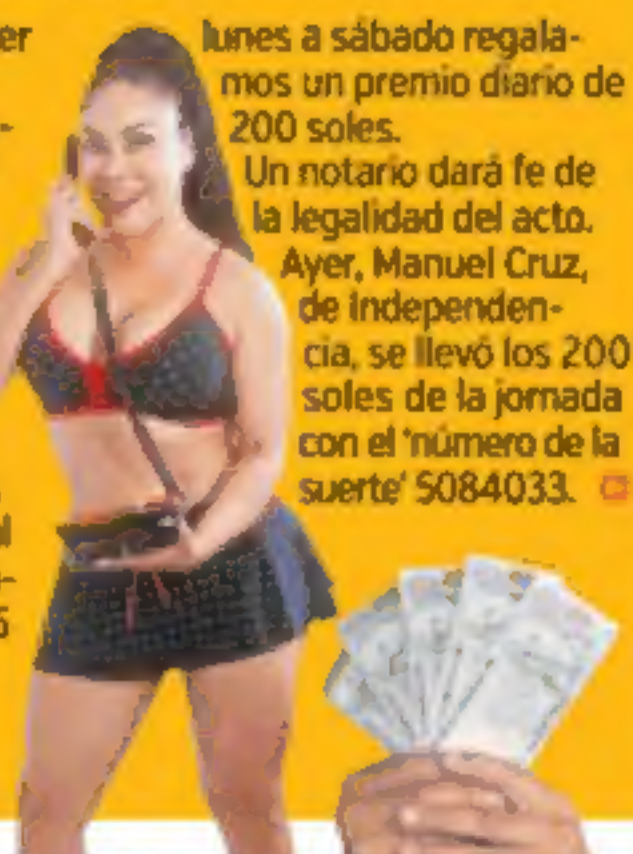 er
lunes a sábado regala-
mos un premio diario de
200 soles.
Un notario dará fe de
la legalidad del acto.
Ayer, Manuel Cruz,
de Independen-
cia, se llevó los 200
soles de la jornada
con el 'número de la
suerte' 5084033.